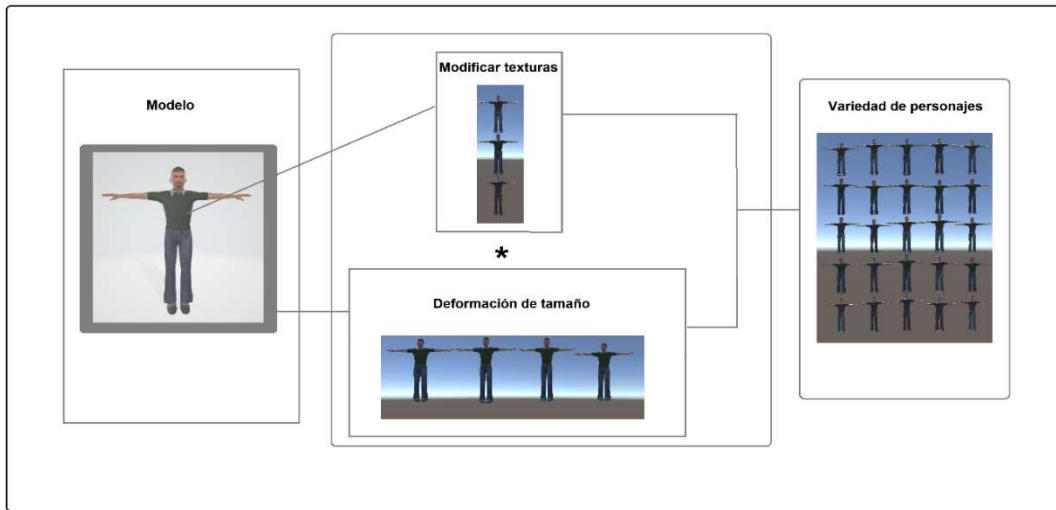 Modelo
Modificar texturas
*
Deformación de tamaño
Variedad de personajes